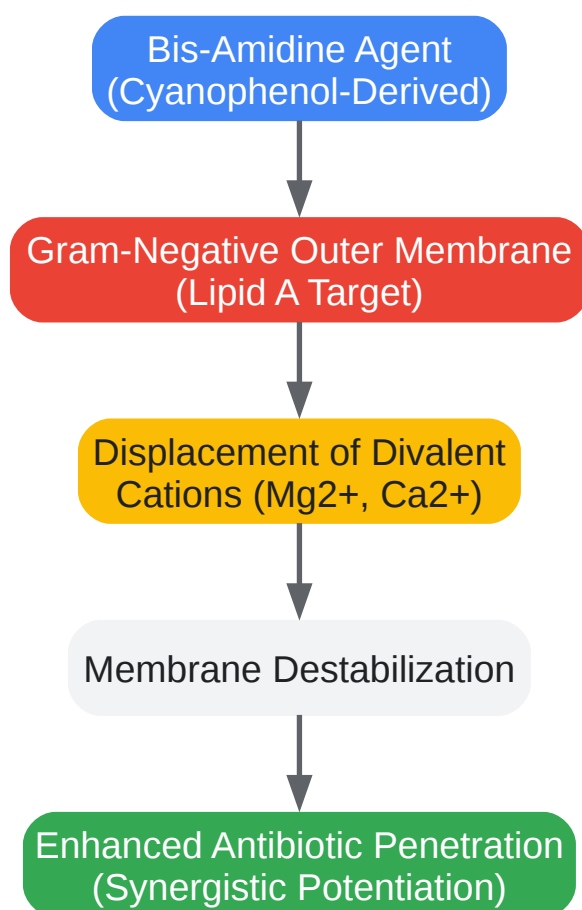 Bis-Amidine Agent
(Cyanophenol-Derived)
Gram-Negative Outer Membrane
(Lipid A Target)
Displacement of Divalent
Cations (Mg2+, Ca2+)
Membrane Destabilization
Enhanced Antibiotic Penetration
(Synergistic Potentiation)